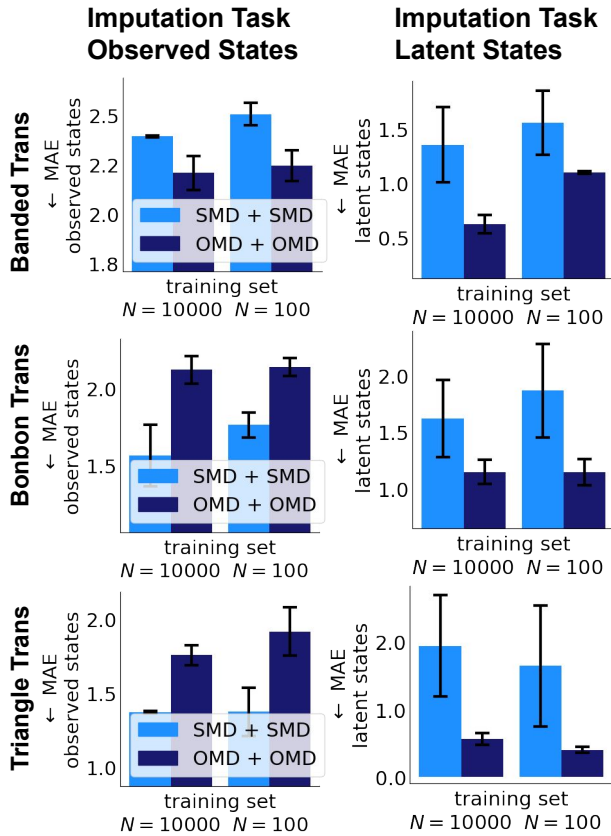 Imputation Task
Observed States
Imputation Task
Latent States
Banded Trans
← MAE
observed states
2.5
2.2
2.0
1.8
SMD + SMD
OMD + OMD
training set
N = 10000 N = 100
← MAE
latent states
1.5
1.0
0.5
training set
N = 10000 N = 100
Bonbon Trans
← MAE
observed states
2.0
1.5
SMD + SMD
OMD + OMD
training set
N = 10000 N = 100
← MAE
latent states
2.0
1.5
1.0
training set
N = 10000 N = 100
Triangle Trans
← MAE
observed states
2.0
1.5
1.0
SMD + SMD
OMD + OMD
training set
N = 10000 N = 100
← MAE
latent states
2.0
1.0
0.0
training set
N = 10000 N = 100